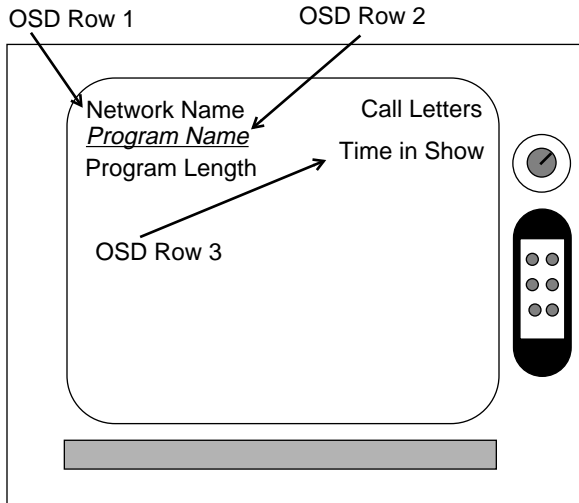 OSD Row 1
OSD Row 2
Network Name
Call Letters
Program Name
Time in Show
Program Length
OSD Row 3